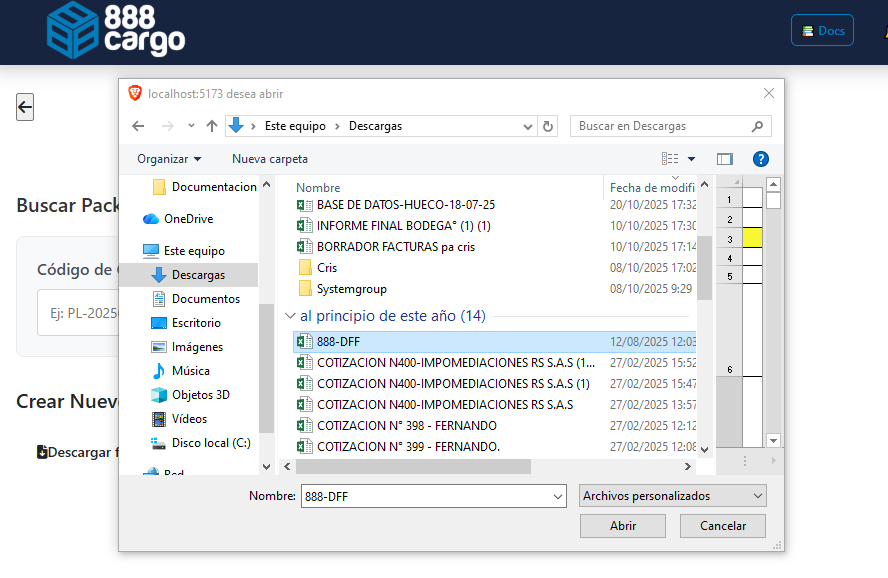 888
cargo
Docs
localhost:5173 desea abrir
Este equipo
Descargas
Buscar en Descargas
Organizar
Nueva carpeta
Buscar
Código de
Ej: PL-2025
Crear
Descargar
Documentacion
OneDrive
Este equipo
Descargas
Documentos
Escritorio
Imágenes
Música
Objetos 3D
Vídeos
Disco local (C:)
Red
Nombre Fecha de modifi
BASE DE DATOS-HUECO-18-07-25 20/10/2025 17:32
INFORME FINAL BODEGA° (1) (1) 10/10/2025 17:30
BORRADOR FACTURAS pa cris 10/10/2025 17:14
Cris 08/10/2025 17:02
Systemgroup 08/10/2025 9:29
al principio de este año (14)
888-DFF 12/08/2025 12:03
COTIZACION N400-IMPOMEDIACIONES RS S.A.S (1... 27/02/2025 15:52
COTIZACION N400-IMPOMEDIACIONES RS S.A.S (1) 27/02/2025 15:47
COTIZACION N400-IMPOMEDIACIONES RS S.A.S 27/02/2025 13:57
COTIZACION N° 398 - FERNANDO 27/02/2025 12:12
COTIZACION N° 399 - FERNANDO. 27/02/2025 12:08
1
2
3
4
5
6
Nombre: 888-DFF
Archivos personalizados
Abrir
Cancelar